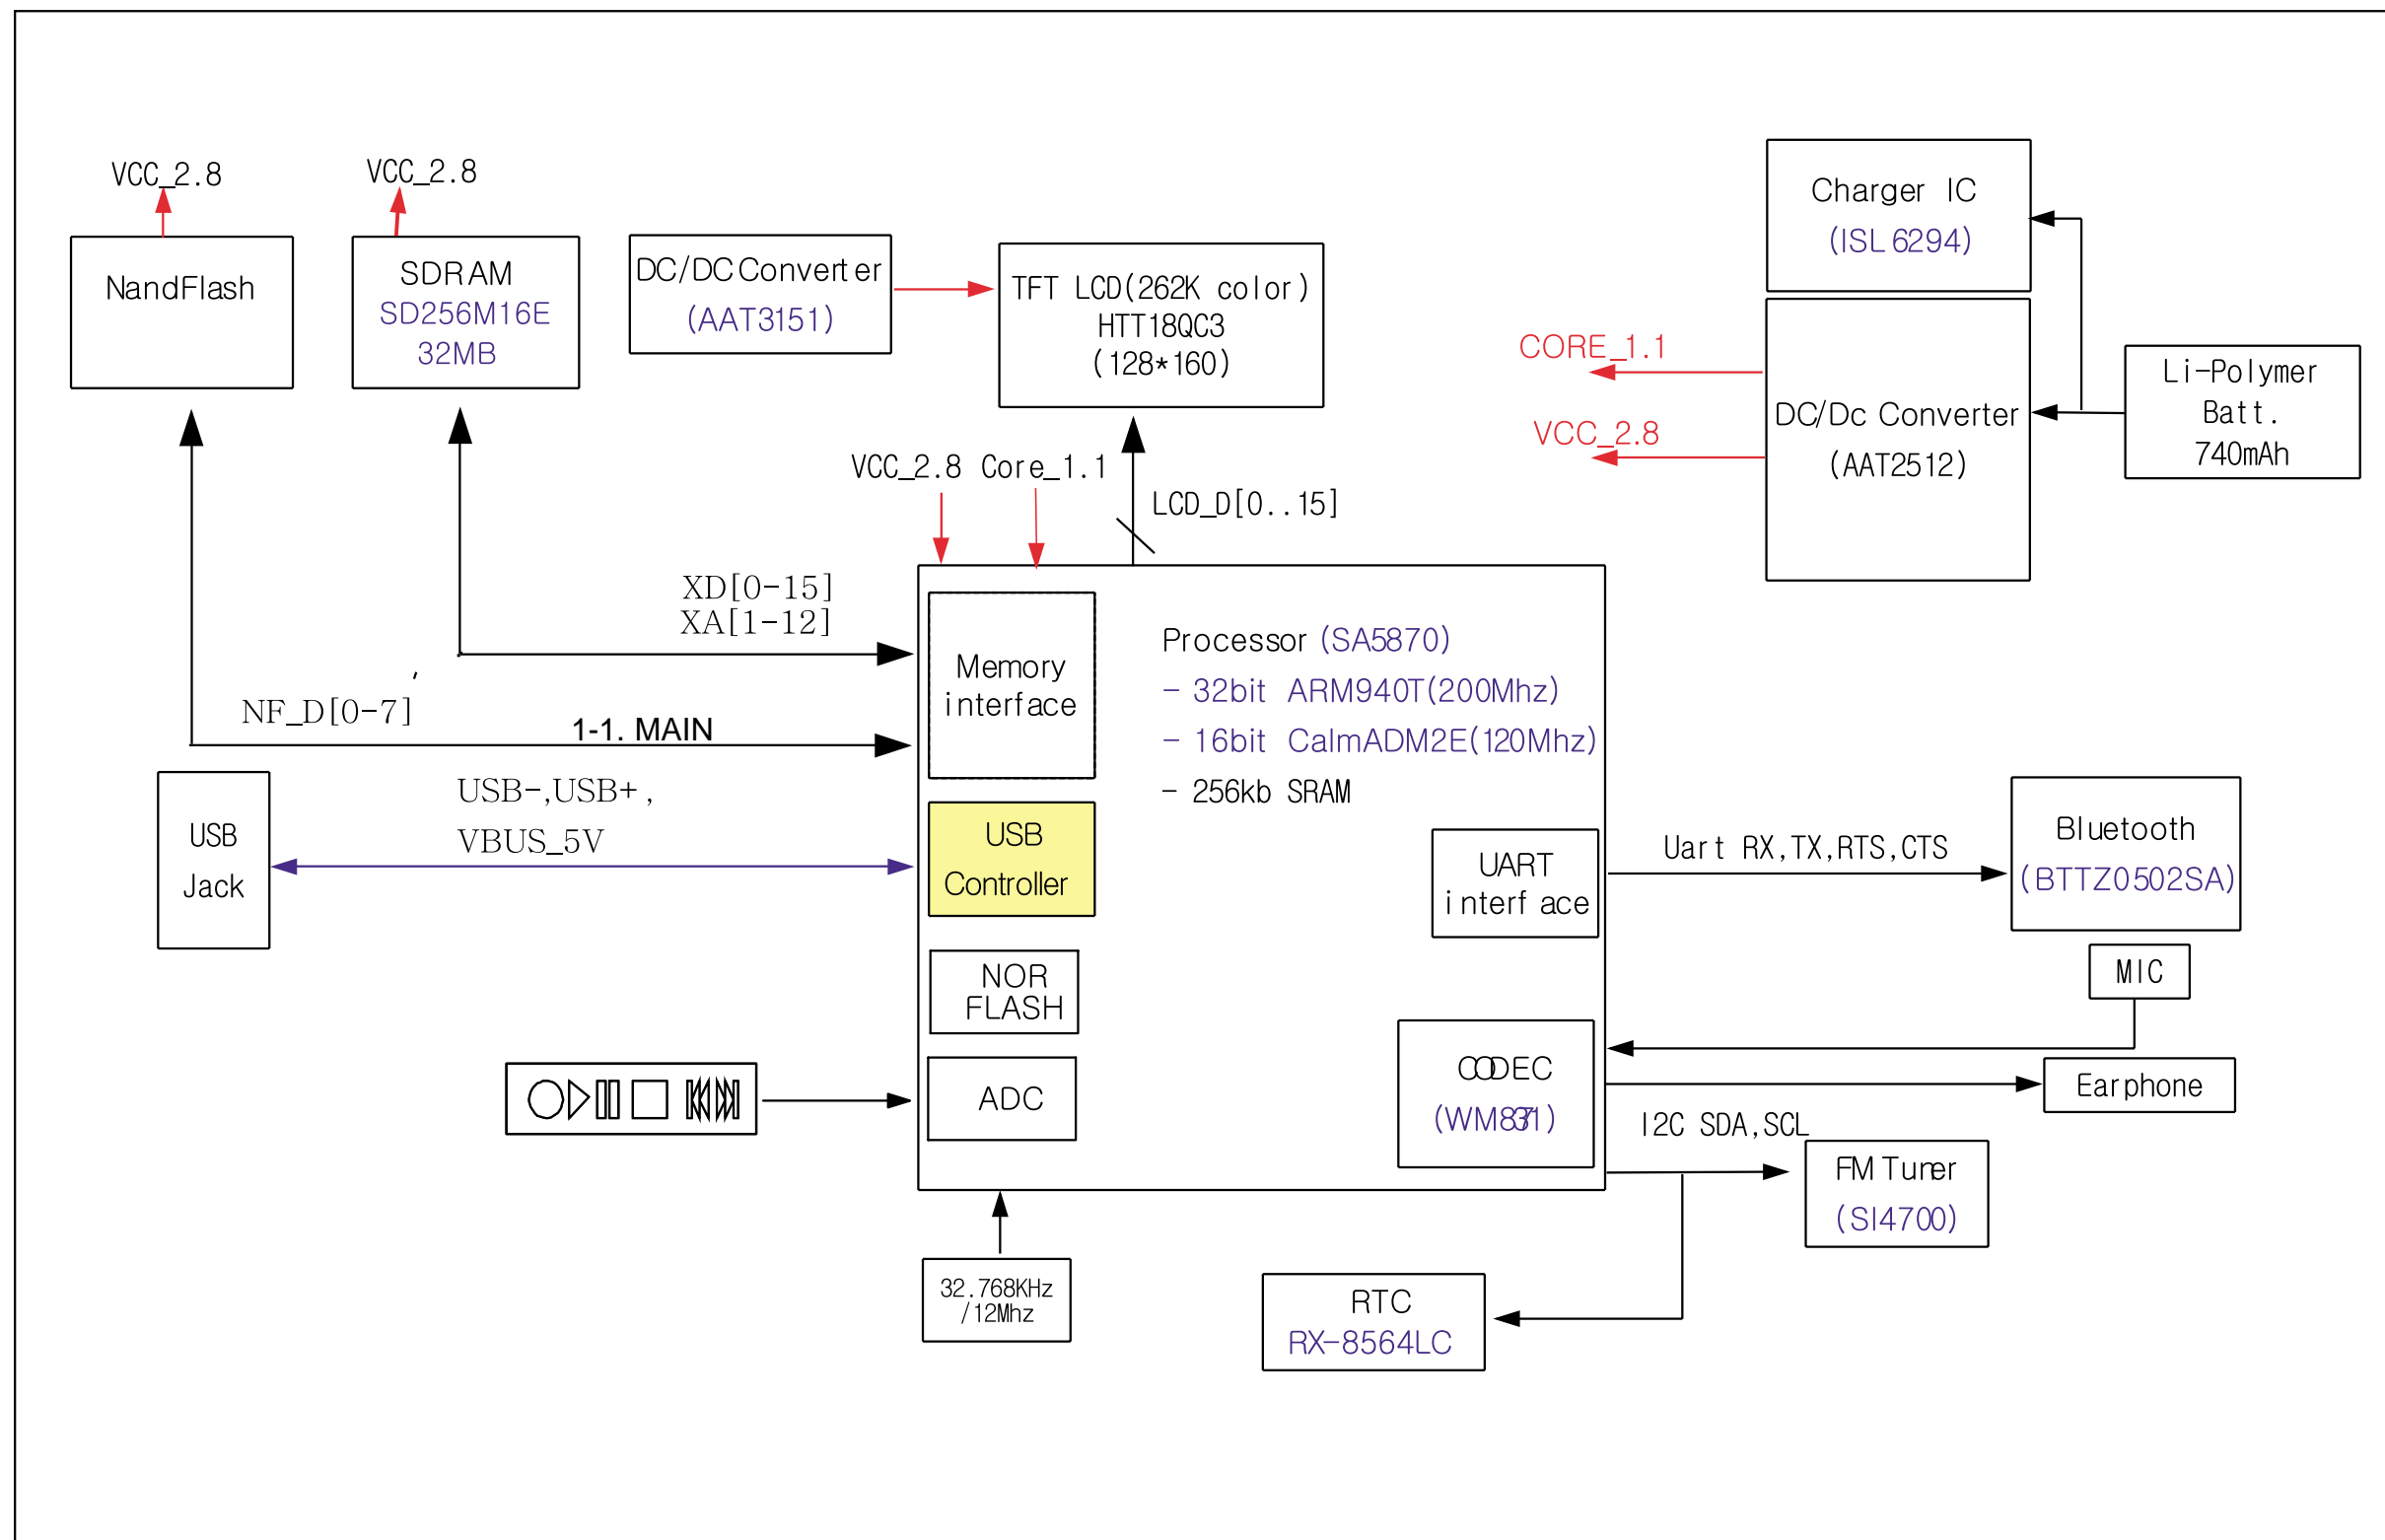 VCC_2.8
VCC_2.8
NandFlash
SDRAM
SD256M16E
32MB
DC/DC Converter
(AAT3151)
TFT LCD(262K color)
HTT18QC3
(128*160)
Charger IC
(ISL6294)
CORE_1.1
VCC_2.8
DC/Dc Converter
(AAT2512)
Li-Polymer
Batt.
740mAh
VCC_2.8 Core_1.1
LCD_D[0..15]
XD[0-15]
XA[1-12]
,
NF_D[0-7]
1-1. MAIN
Memory
interface
Processor (SA5870)
- 32bit ARM940T(200Mhz)
- 16bit CalmADM2E(120Mhz)
- 256kb SRAM
USB
Jack
USB-,USB+,
VBUS_5V
USB
Controller
UART
interface
Uart RX,TX,RTS,CTS
Bluetooth
(BTTZ0502SA)
NOR
FLASH
MIC
ADC
CODEC
Earphone
I2C SDA,SCL
FM Tuner
(SI4700)
32.768KHz
/12Mhz
RTC
RX-8564LC